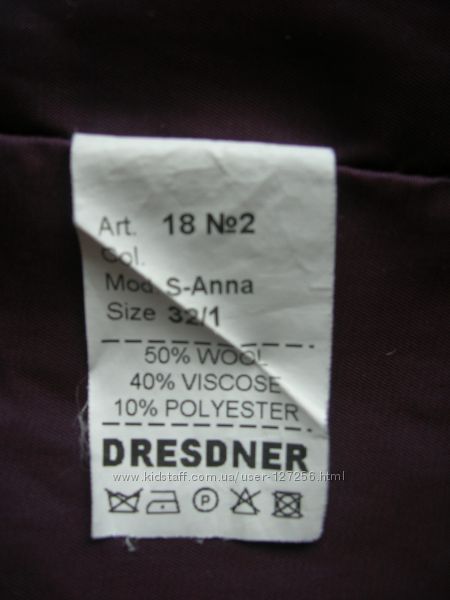 Art. 18 №2
Col.
Mod. S-Anna
Size 32/1
50% WOOL
40% VISCOSE
10% POLYESTER
DRESDNER
www.kidstaff.com.ua/user-127256.html
P